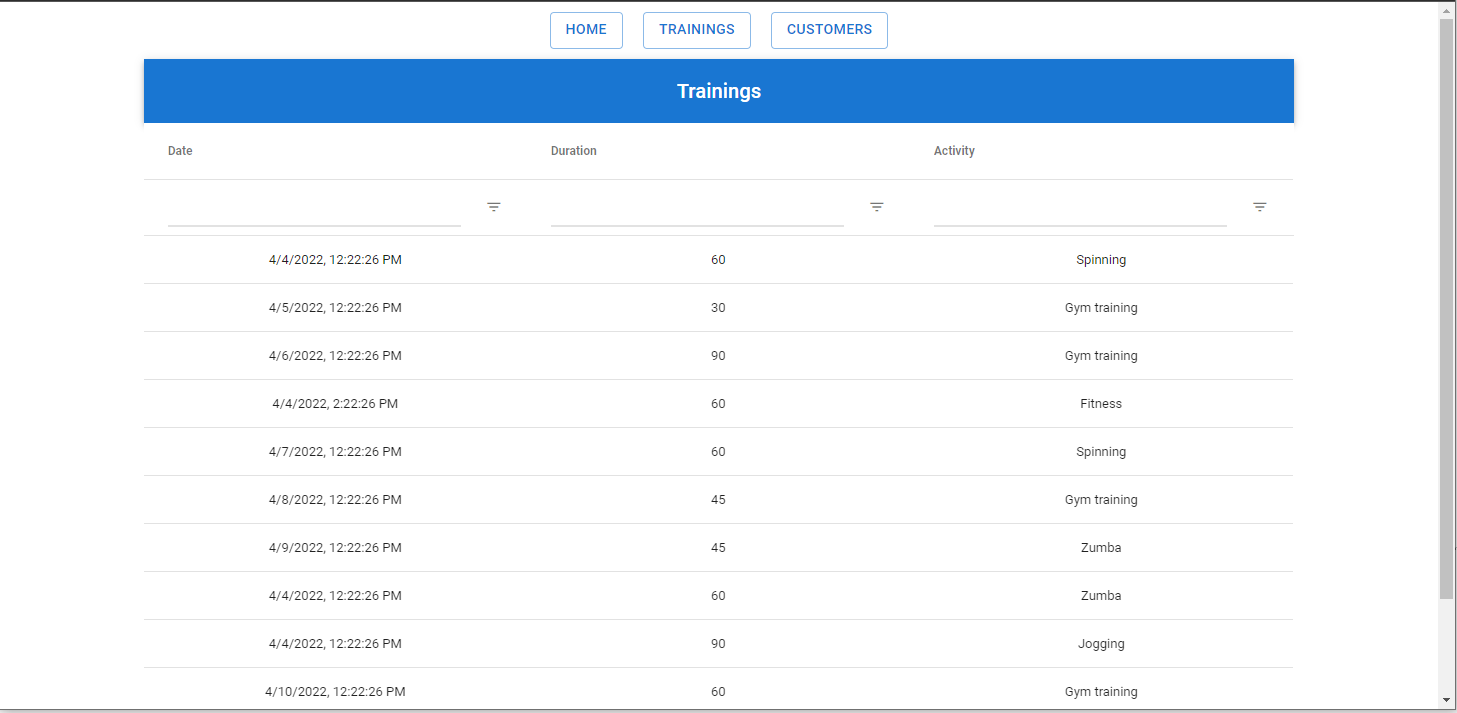 HOME TRAININGS CUSTOMERS
Trainings
Date Duration Activity
4/4/2022, 12:22:26 PM 60 Spinning
4/5/2022, 12:22:26 PM 30 Gym training
4/6/2022, 12:22:26 PM 90 Gym training
4/4/2022, 2:22:26 PM 60 Fitness
4/7/2022, 12:22:26 PM 60 Spinning
4/8/2022, 12:22:26 PM 45 Gym training
4/9/2022, 12:22:26 PM 45 Zumba
4/4/2022, 12:22:26 PM 60 Zumba
4/4/2022, 12:22:26 PM 90 Jogging
4/10/2022, 12:22:26 PM 60 Gym training